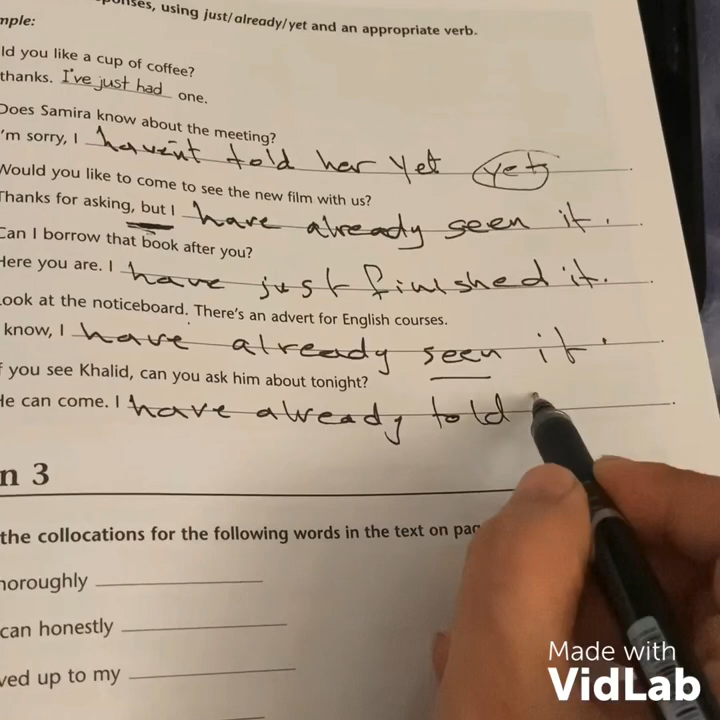 onses, using just/already/yet and an appropriate verb.
mple:
ld you like a cup of coffee?
thanks. I've just had one.
Does Samira know about the meeting?
'm sorry, I haven't told her yet yet
Would you like to come to see the new film with us?
Thanks for asking, but I have already seen it.
Can I borrow that book after you?
Here you are. I have just finished it.
Look at the noticeboard. There's an advert for English courses.
know, I have already seen it.
f you see Khalid, can you ask him about tonight?
He can come. I have already told
n 3
the collocations for the following words in the text on pag
horoughly
can honestly
ved up to my
Made with
VidLab